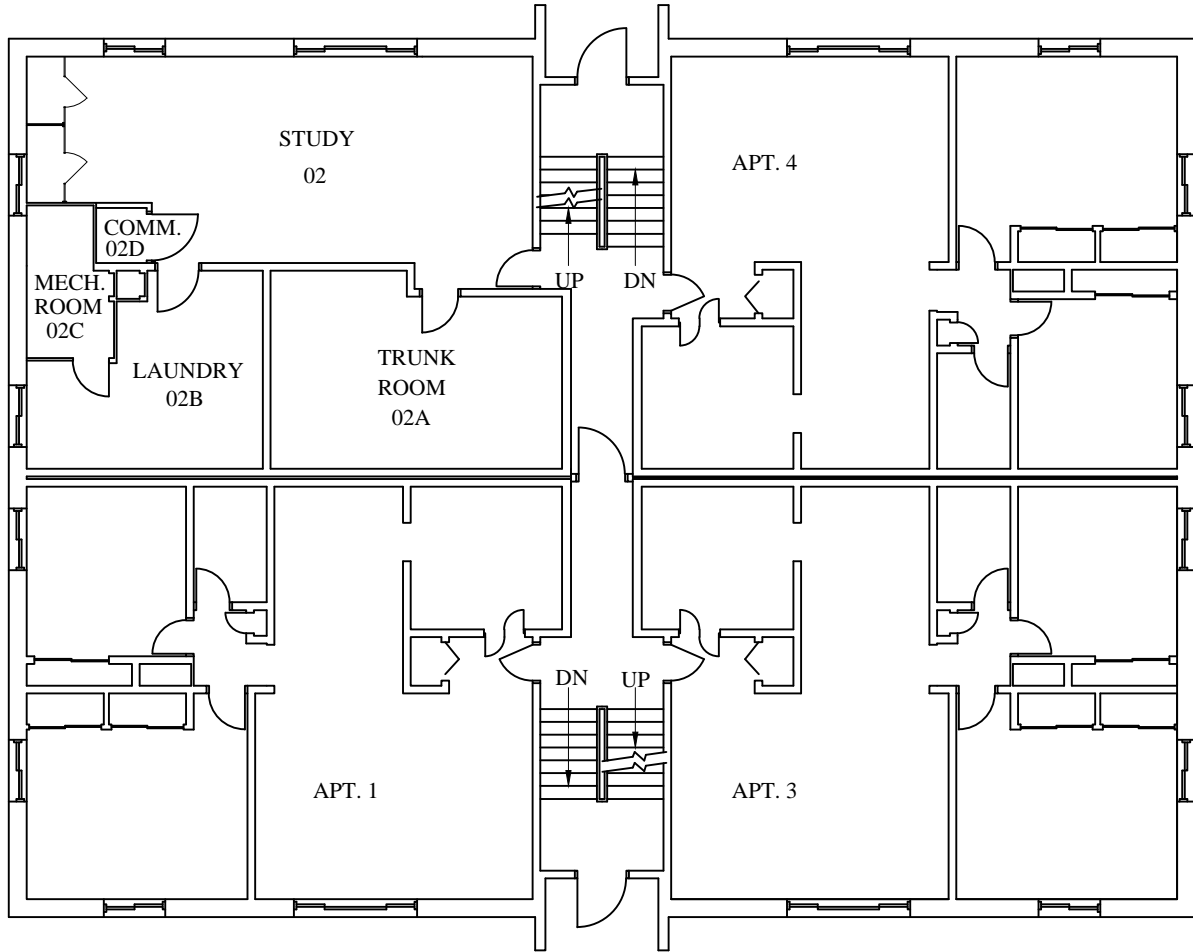 STUDY
02
APT. 4
COMM.
02D
MECH.
ROOM
02C
UP
DN
LAUNDRY
02B
TRUNK
ROOM
02A
DN
UP
APT. 1
APT. 3